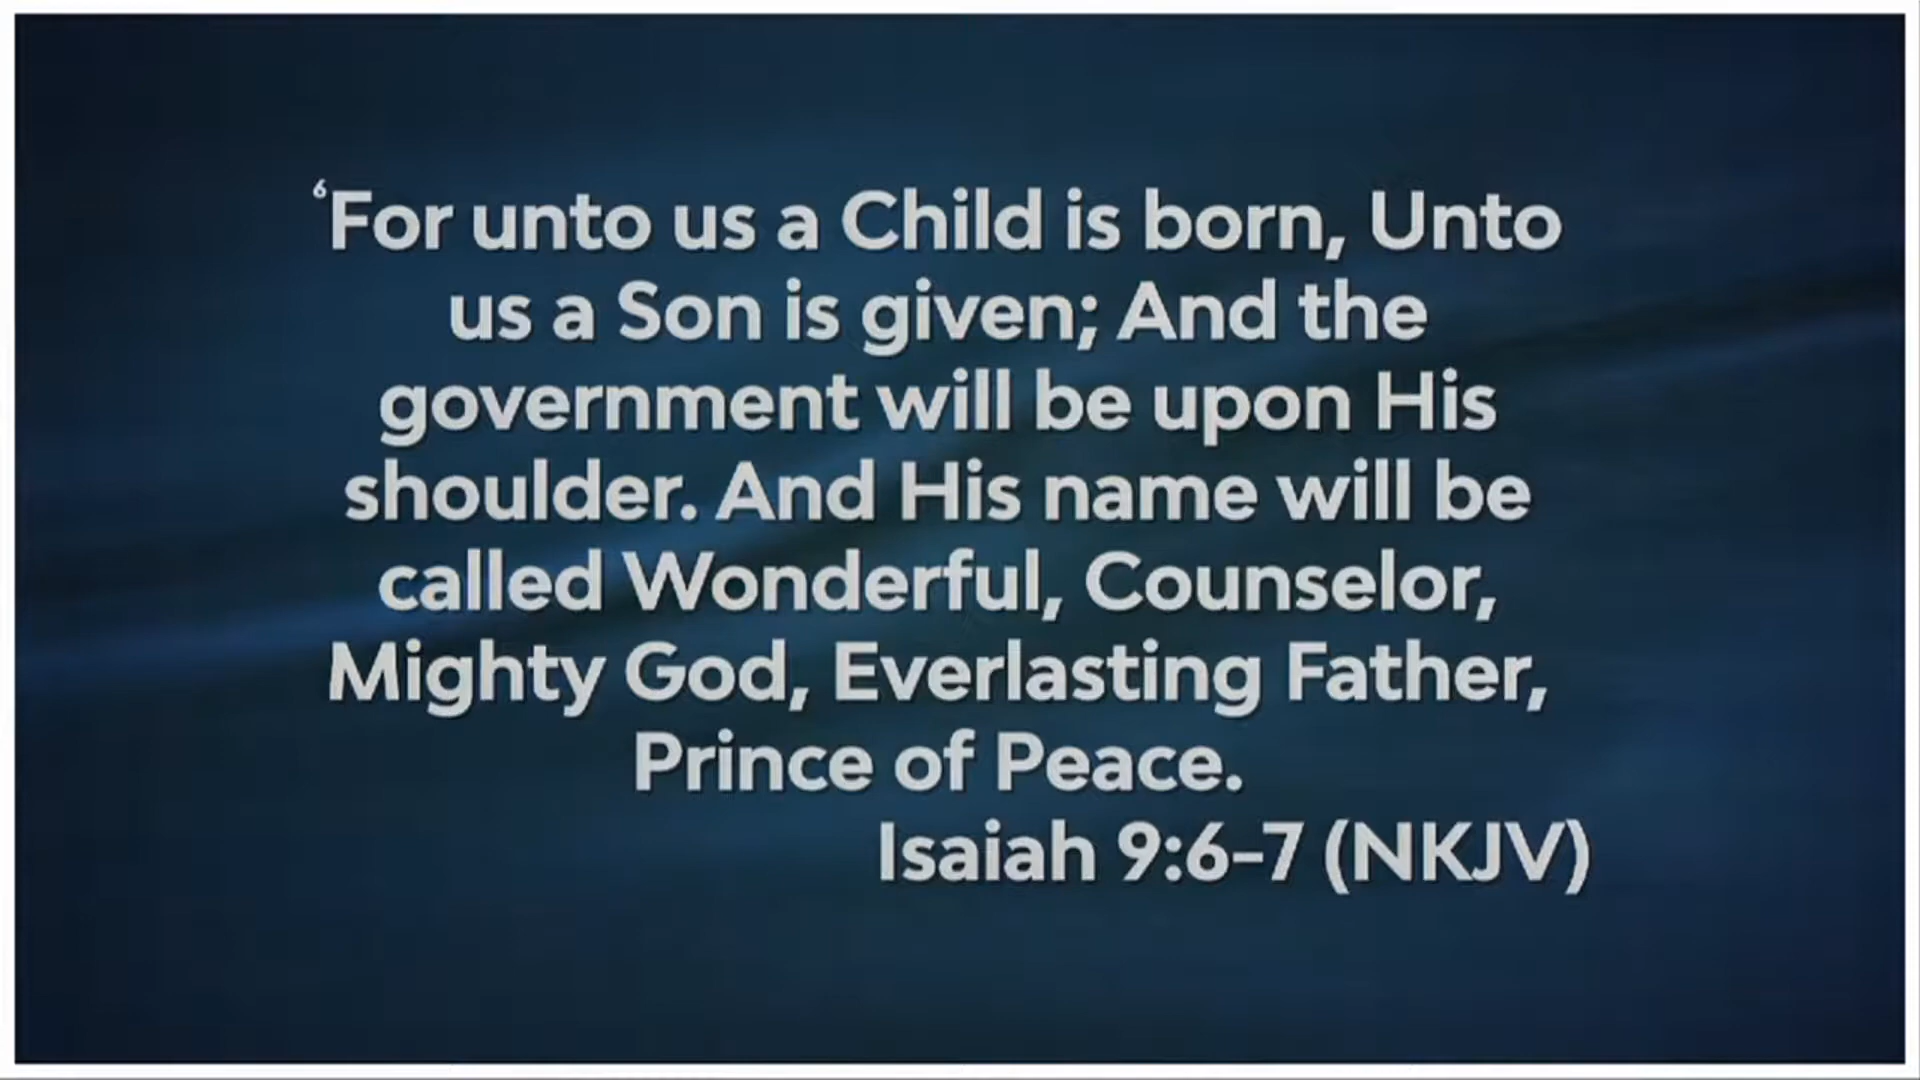 ⁶For unto us a Child is born, Unto
us a Son is given; And the
government will be upon His
shoulder. And His name will be
called Wonderful, Counselor,
Mighty God, Everlasting Father,
Prince of Peace.
Isaiah 9:6-7 (NKJV)